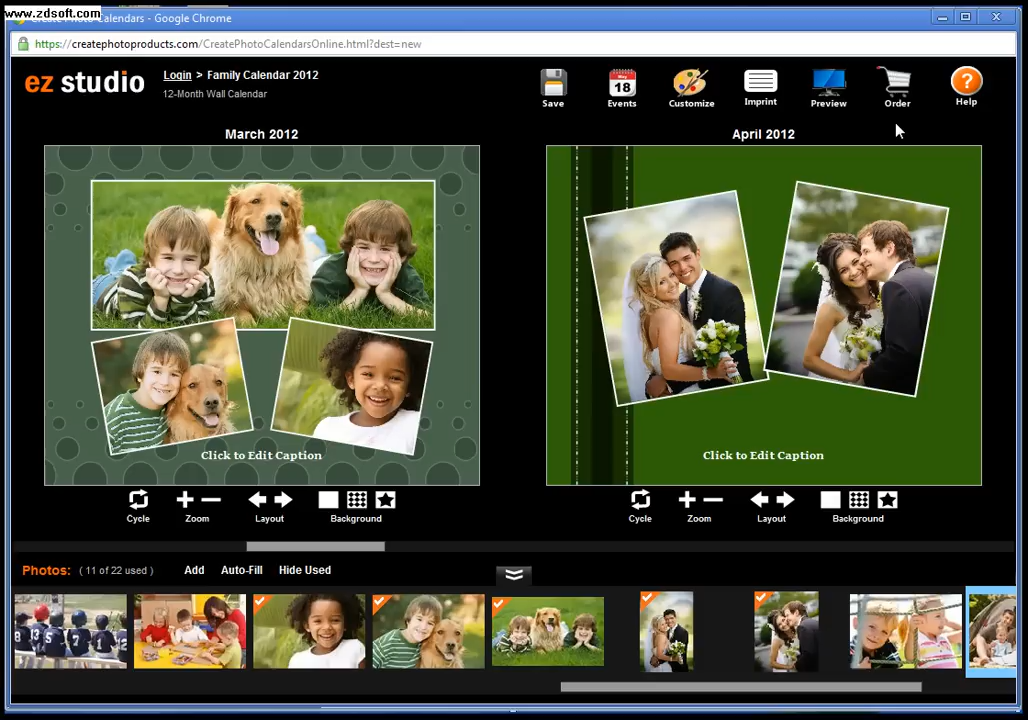 www.zdsoft.com
Create Photo Calendars - Google Chrome
https://createphotoproducts.com/CreatePhotoCalendarsOnline.html?dest=new
ez studio
Login > Family Calendar 2012
12-Month Wall Calendar
May
18
Save
Events
Customize
Imprint
Preview
Order
?
Help
March 2012
April 2012
Click to Edit Caption
Click to Edit Caption
Cycle
Zoom
Layout
Background
Cycle
Zoom
Layout
Background
Photos: ( 11 of 22 used )
Add
Auto-Fill
Hide Used